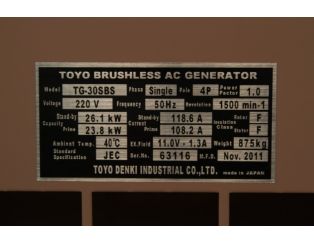 TOYO BRUSHLESS AC GENERATOR
Model TG-30SBS Phase Single Pole 4P Power Factor 1.0
Voltage 220 V Frequency 50Hz Revolution 1500 min-1
Capacity Stand-by 26.1 kW Current Stand-by 118.6 A Insulation Class Rotor F
Prime 23.8 kW Prime 108.2 A Stator F
Ambient Temp. 40℃ EX.Field 11.0V - 1.3A Weight 875kg
Standard Specification JEC Ser.No. 63116 M.F.D. Nov. 2011
TOYO DENKI INDUSTRIAL CO.,LTD. made in JAPAN